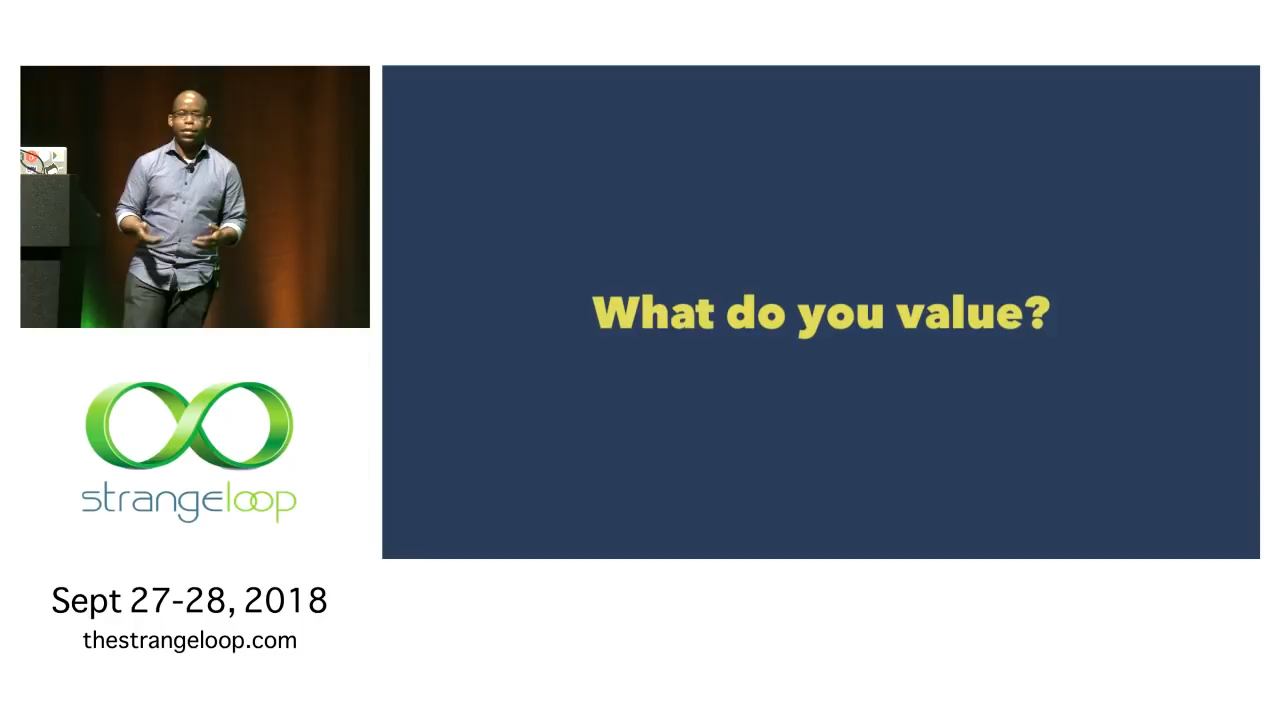 What do you value?
strangeloop
Sept 27-28, 2018
thestrangeloop.com